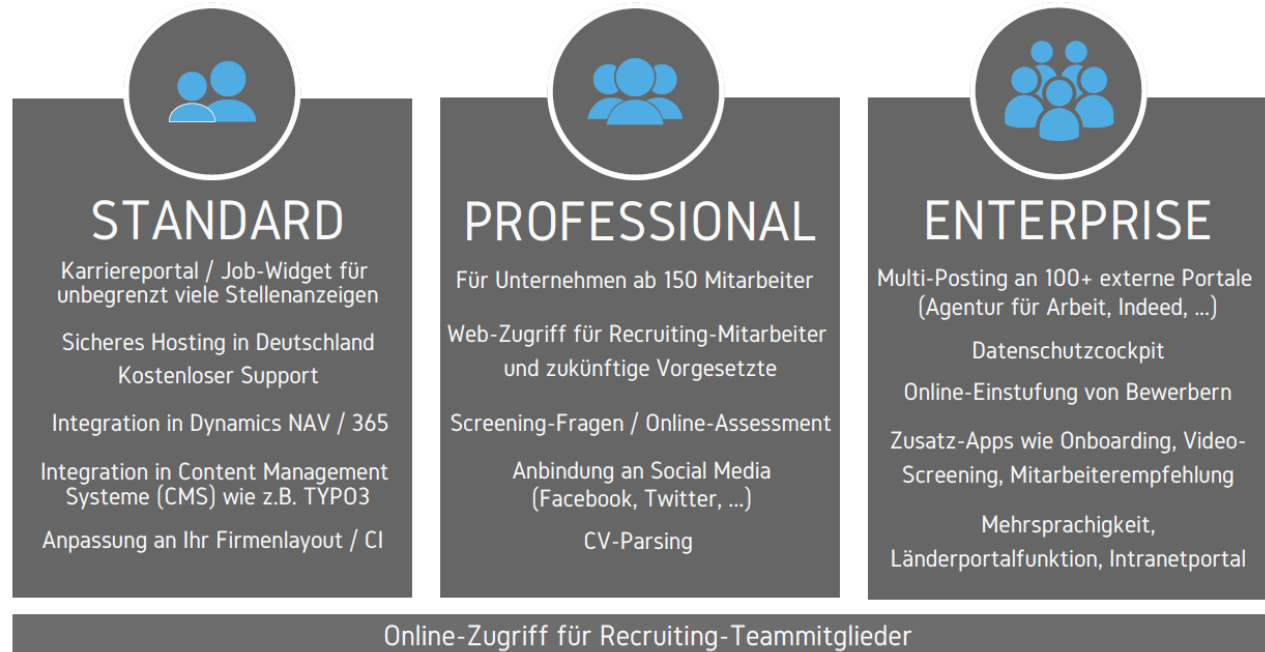 STANDARD
Karriereportal / Job-Widget für
unbegrenzt viele Stellenanzeigen
Sicheres Hosting in Deutschland
Kostenloser Support
Integration in Dynamics NAV / 365
Integration in Content Management
Systeme (CMS) wie z.B. TYPO3
Anpassung an Ihr Firmenlayout / CI
PROFESSIONAL
Für Unternehmen ab 150 Mitarbeiter
Web-Zugriff für Recruiting-Mitarbeiter
und zukünftige Vorgesetzte
Screening-Fragen / Online-Assessment
Anbindung an Social Media
(Facebook, Twitter, ...)
CV-Parsing
ENTERPRISE
Multi-Posting an 100+ externe Portale
(Agentur für Arbeit, Indeed, ...)
Datenschutzcockpit
Online-Einstufung von Bewerbern
Zusatz-Apps wie Onboarding, Video-
Screening, Mitarbeiterempfehlung
Mehrsprachigkeit,
Länderportalfunktion, Intranetportal
Online-Zugriff für Recruiting-Teammitglieder